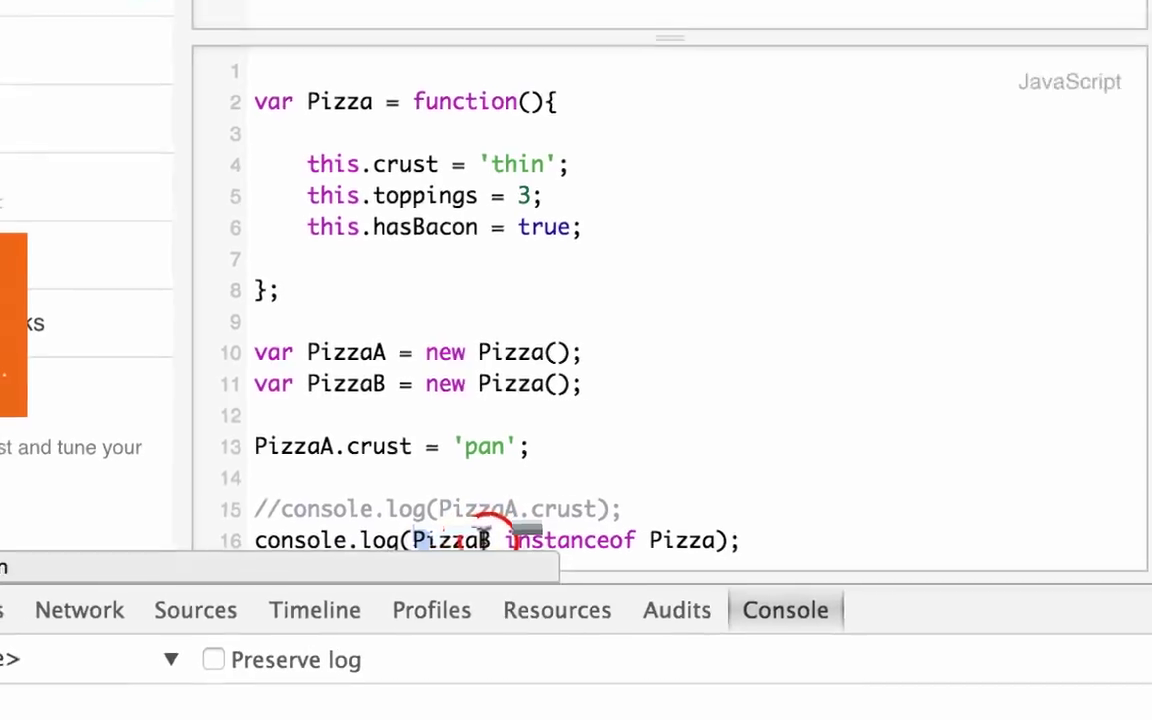 JavaScript
1
2 var Pizza = function(){
3
4 this.crust = 'thin';
5 this.toppings = 3;
6 this.hasBacon = true;
7
8 };
9
10 var PizzaA = new Pizza();
11 var PizzaB = new Pizza();
12
13 PizzaA.crust = 'pan';
14
15 //console.log(PizzaA.crust);
16 console.log(PizzaB instanceof Pizza);
ks
st and tune your
n
s Network Sources Timeline Profiles Resources Audits Console
e> ▼ Preserve log